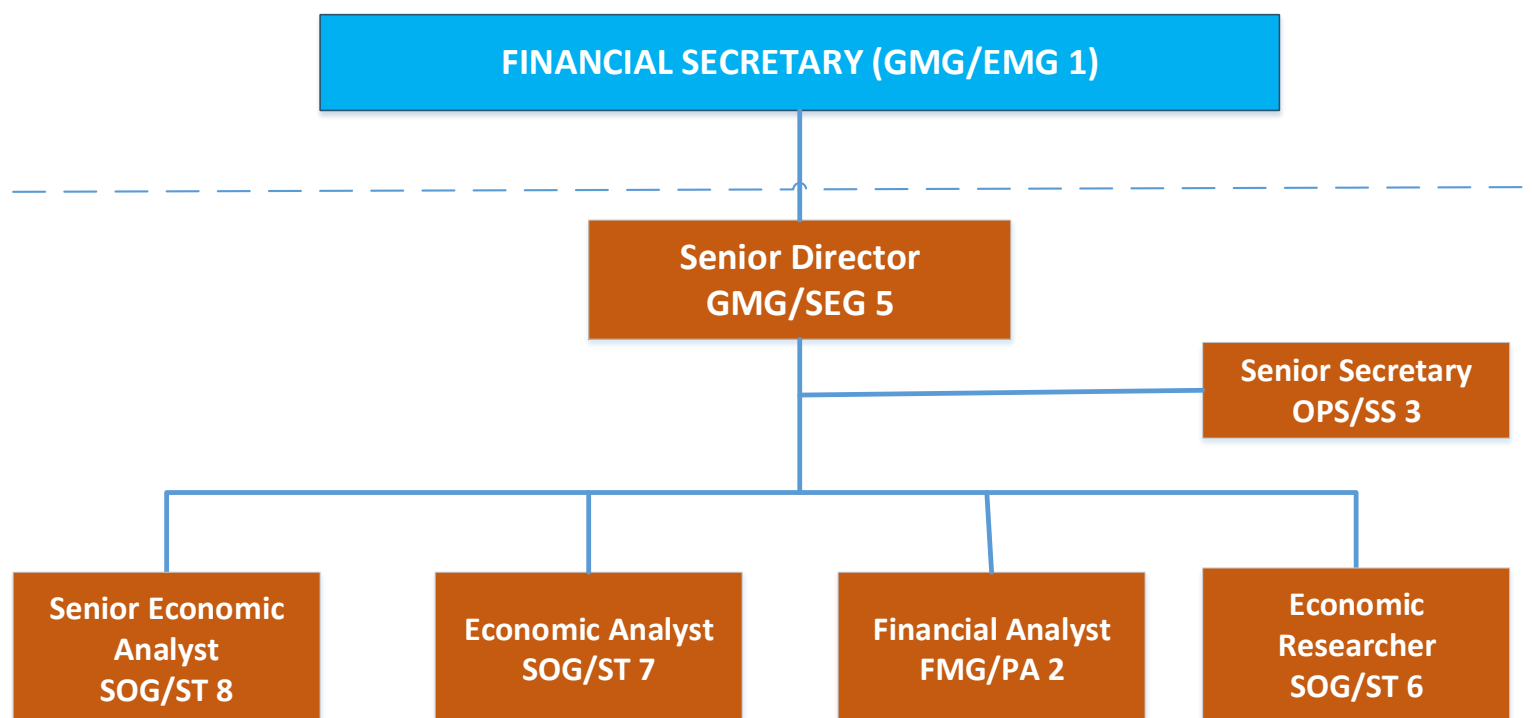 FINANCIAL SECRETARY (GMG/EMG 1)
Senior Director
GMG/SEG 5
Senior Secretary
OPS/SS 3
Senior Economic
Analyst
SOG/ST 8
Economic Analyst
SOG/ST 7
Financial Analyst
FMG/PA 2
Economic
Researcher
SOG/ST 6